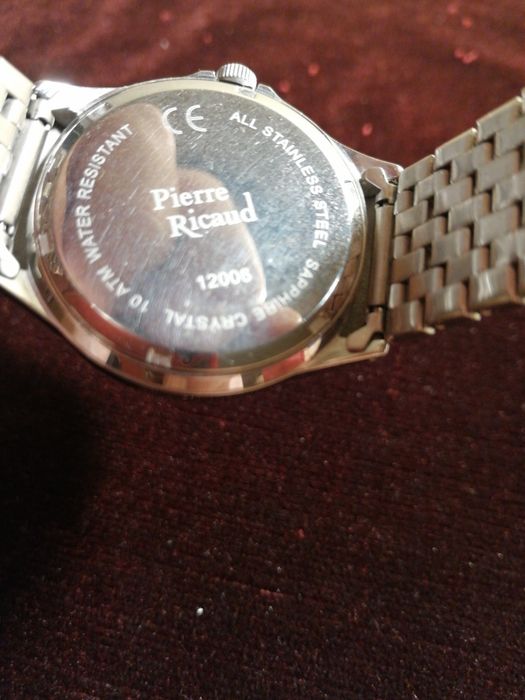 CE
ALL STAINLESS STEEL SAPPHIRE CRYSTAL 10 ATM WATER RESISTANT
Pierre
Ricaud
12006